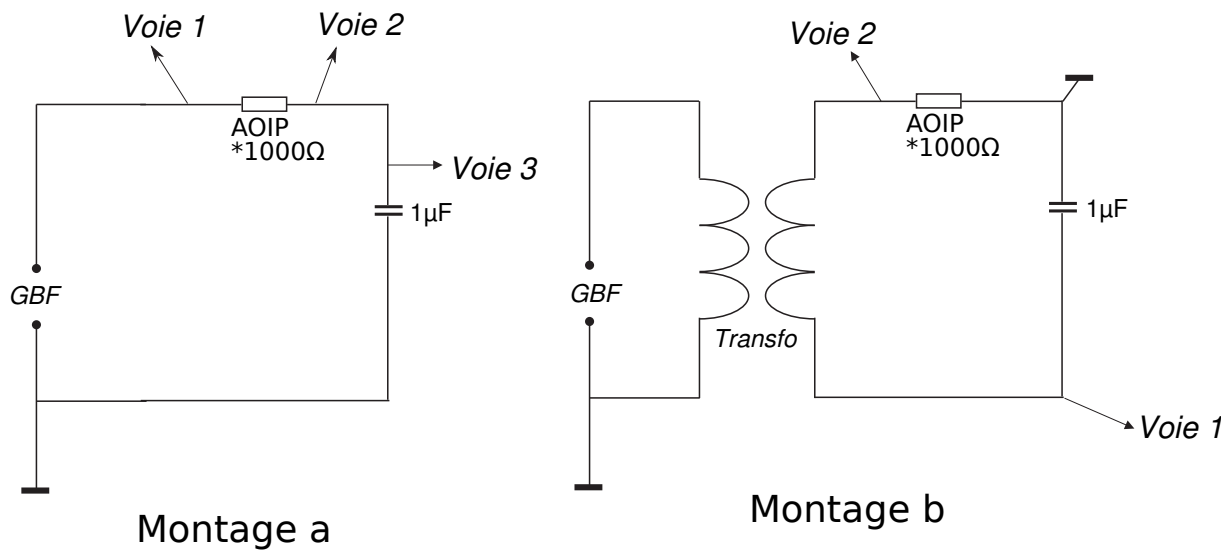 Voie 1
Voie 2
AOIP
*1000Ω
Voie 3
1µF
GBF
Montage a
Voie 2
AOIP
*1000Ω
1µF
GBF
Transfo
Voie 1
Montage b